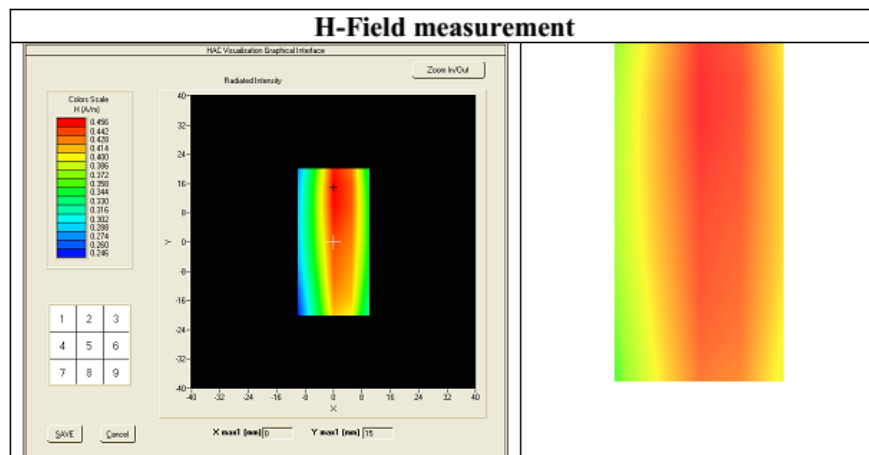 H-Field measurement
HAC Visualisation Graphical Interface
Zoom In/Out
Radiated Intensity
Colors Scale
H (A/m)
0.456
0.442
0.428
0.414
0.400
0.386
0.372
0.358
0.344
0.330
0.316
0.302
0.288
0.274
0.260
0.246
40
32
24
16
8
0
-8
-16
-24
-32
-40
Y
-40 -32 -24 -16 -8 0 8 16 24 32 40
X
1 2 3
4 5 6
7 8 9
SAVE Cancel
X max1 (mm) 0 Y max1 (mm) 15